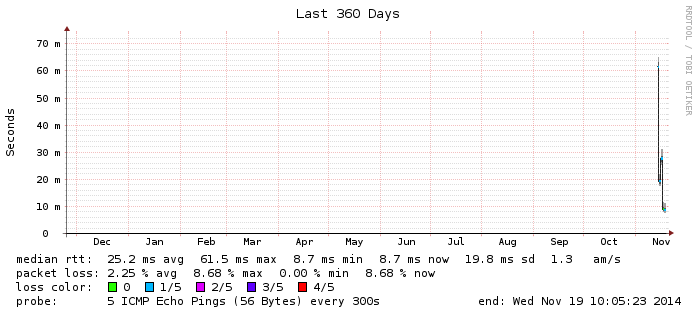 Last 360 Days
RRDTOOL / TOBI OETIKER
Seconds
70 m
60 m
50 m
40 m
30 m
20 m
10 m
0
Dec Jan Feb Mar Apr May Jun Jul Aug Sep Oct Nov
median rtt: 25.2 ms avg 61.5 ms max 8.7 ms min 8.7 ms now 19.8 ms sd 1.3 am/s
packet loss: 2.25 % avg 8.68 % max 0.00 % min 8.68 % now
loss color: 0 1/5 2/5 3/5 4/5
probe: 5 ICMP Echo Pings (56 Bytes) every 300s end: Wed Nov 19 10:05:23 2014